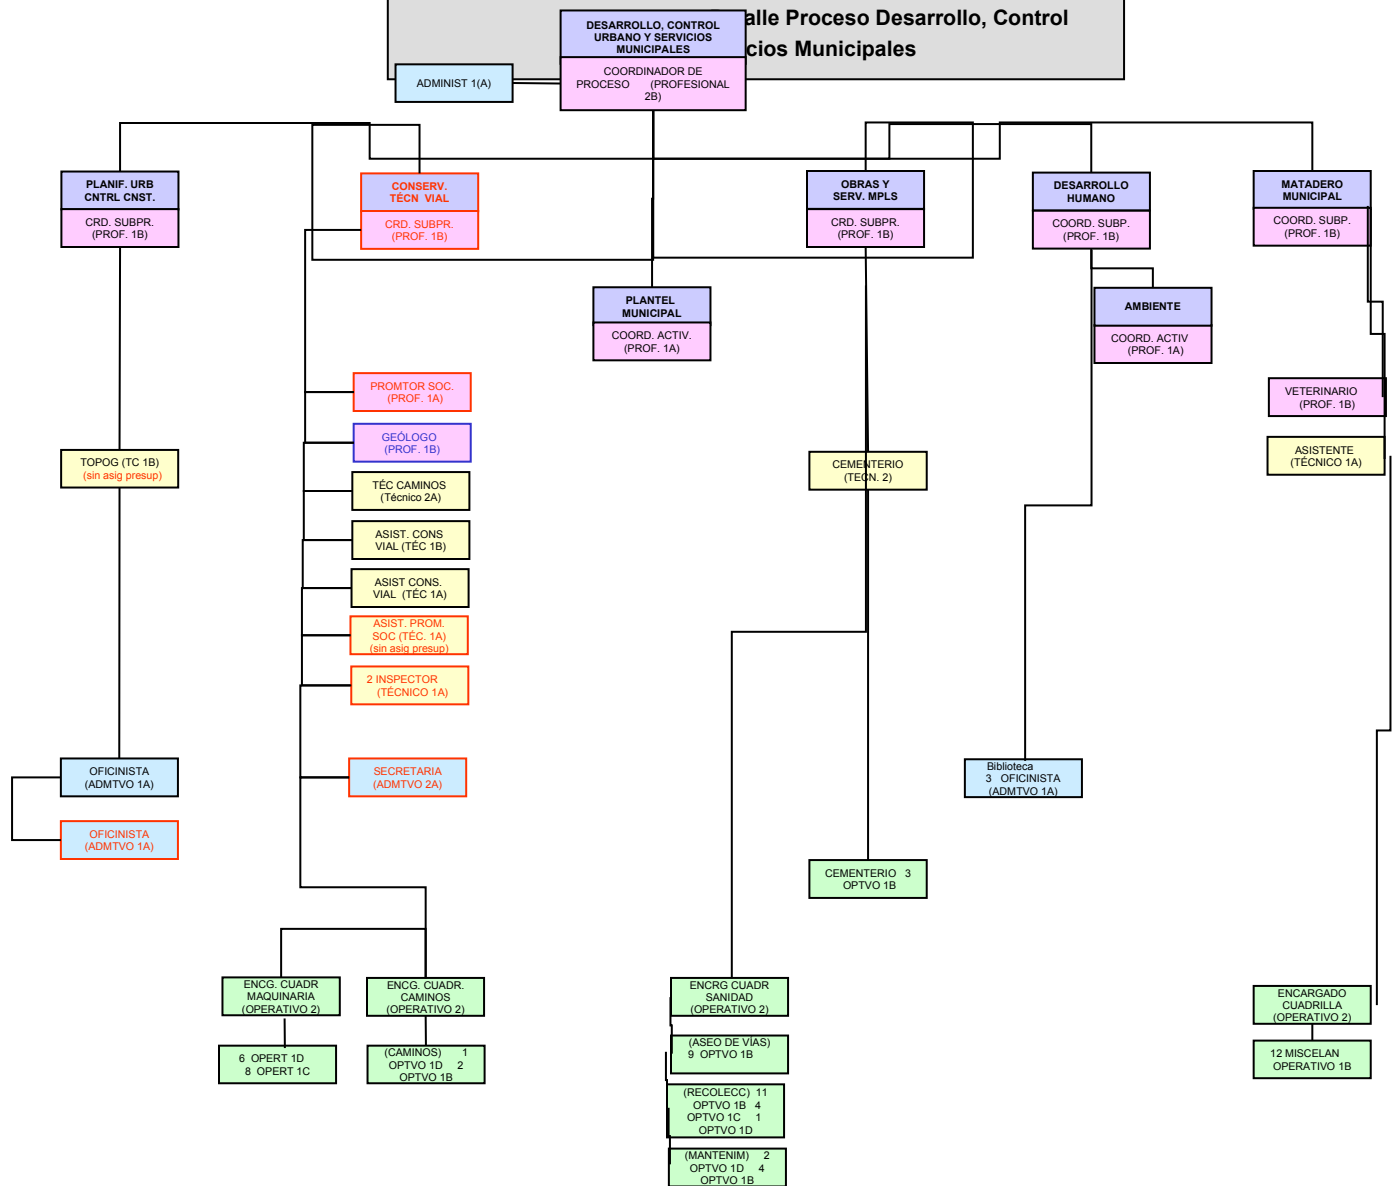 alle Proceso Desarrollo, Control
cios Municipales
DESARROLLO, CONTROL
URBANO Y SERVICIOS
MUNICIPALES
COORDINADOR DE
PROCESO (PROFESIONAL
2B)
ADMINIST 1(A)
PLANIF. URB
CNTRL CNST.
CRD. SUBPR.
(PROF. 1B)
CONSERV.
TÉCN VIAL
CRD. SUBPR.
(PROF. 1B)
OBRAS Y
SERV. MPLS
CRD. SUBPR.
(PROF. 1B)
DESARROLLO
HUMANO
COORD. SUBP.
(PROF. 1B)
MATADERO
MUNICIPAL
COORD. SUBP.
(PROF. 1B)
PLANTEL
MUNICIPAL
COORD. ACTIV.
(PROF. 1A)
AMBIENTE
COORD. ACTIV
(PROF. 1A)
PROMTOR SOC.
(PROF. 1A)
VETERINARIO
(PROF. 1B)
GEÓLOGO
(PROF. 1B)
TOPOG (TC 1B)
(sin asig presup)
CEMENTERIO
(TECN. 2)
ASISTENTE
(TÉCNICO 1A)
TÉC CAMINOS
(Técnico 2A)
ASIST. CONS
VIAL (TÉC 1B)
ASIST CONS.
VIAL (TÉC 1A)
ASIST. PROM.
SOC (TÉC. 1A)
(sin asig presup)
2 INSPECTOR
(TÉCNICO 1A)
OFICINISTA
(ADMTVO 1A)
SECRETARIA
(ADMTVO 2A)
Biblioteca
3 OFICINISTA
(ADMTVO 1A)
OFICINISTA
(ADMTVO 1A)
CEMENTERIO 3
OPTVO 1B
ENCG. CUADR
MAQUINARIA
(OPERATIVO 2)
ENCG. CUADR.
CAMINOS
(OPERATIVO 2)
ENCRG CUADR
SANIDAD
(OPERATIVO 2)
ENCARGADO
CUADRILLA
(OPERATIVO 2)
6 OPERT 1D
8 OPERT 1C
(CAMINOS) 1
OPTVO 1D 2
OPTVO 1B
(ASEO DE VÍAS)
9 OPTVO 1B
12 MISCELAN
OPERATIVO 1B
(RECOLECC) 11
OPTVO 1B 4
OPTVO 1C 1
OPTVO 1D
(MANTENIM) 2
OPTVO 1D 4
OPTVO 1B